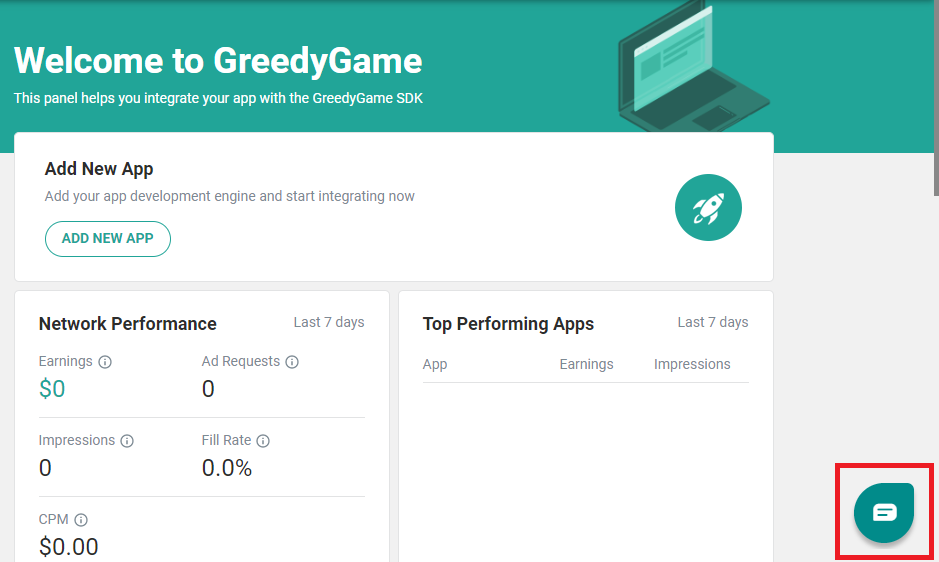 Welcome to GreedyGame
This panel helps you integrate your app with the GreedyGame SDK
Add New App
Add your app development engine and start integrating now
ADD NEW APP
Network Performance
Last 7 days
Earnings
Ad Requests
$0
0
Impressions
Fill Rate
0
0.0%
CPM
$0.00
Top Performing Apps
Last 7 days
App
Earnings
Impressions